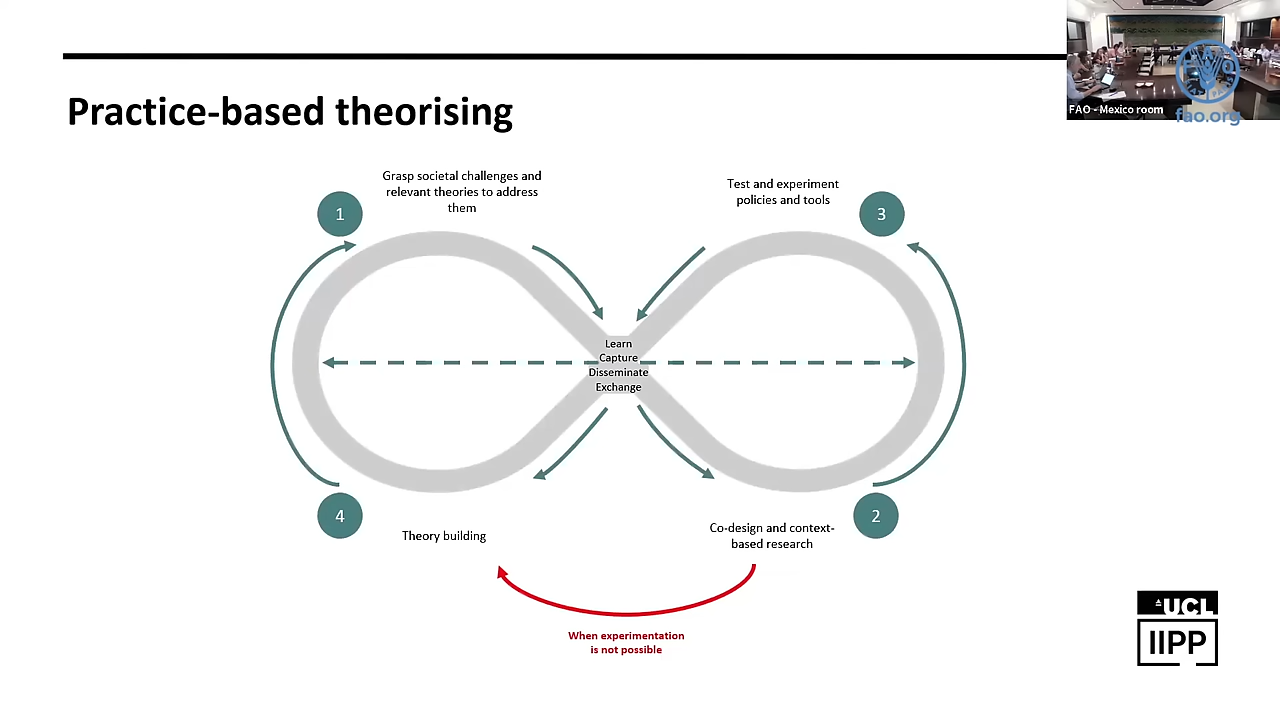 Practice-based theorising
FAO - Mexico room
fao.org
Grasp societal challenges and
relevant theories to address
them
1
Test and experiment
policies and tools
3
Learn
Capture
Disseminate
Exchange
4
Theory building
Co-design and context-
based research
2
When experimentation
is not possible
UCL
IIPP